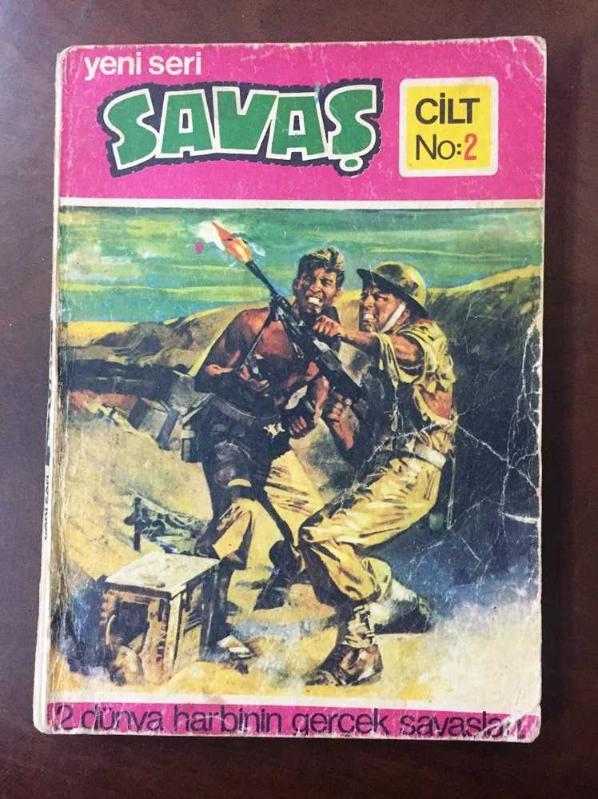 yeni seri
SAVAŞ
CİLT
No:2
2 dünya harbinin gerçek savaşları